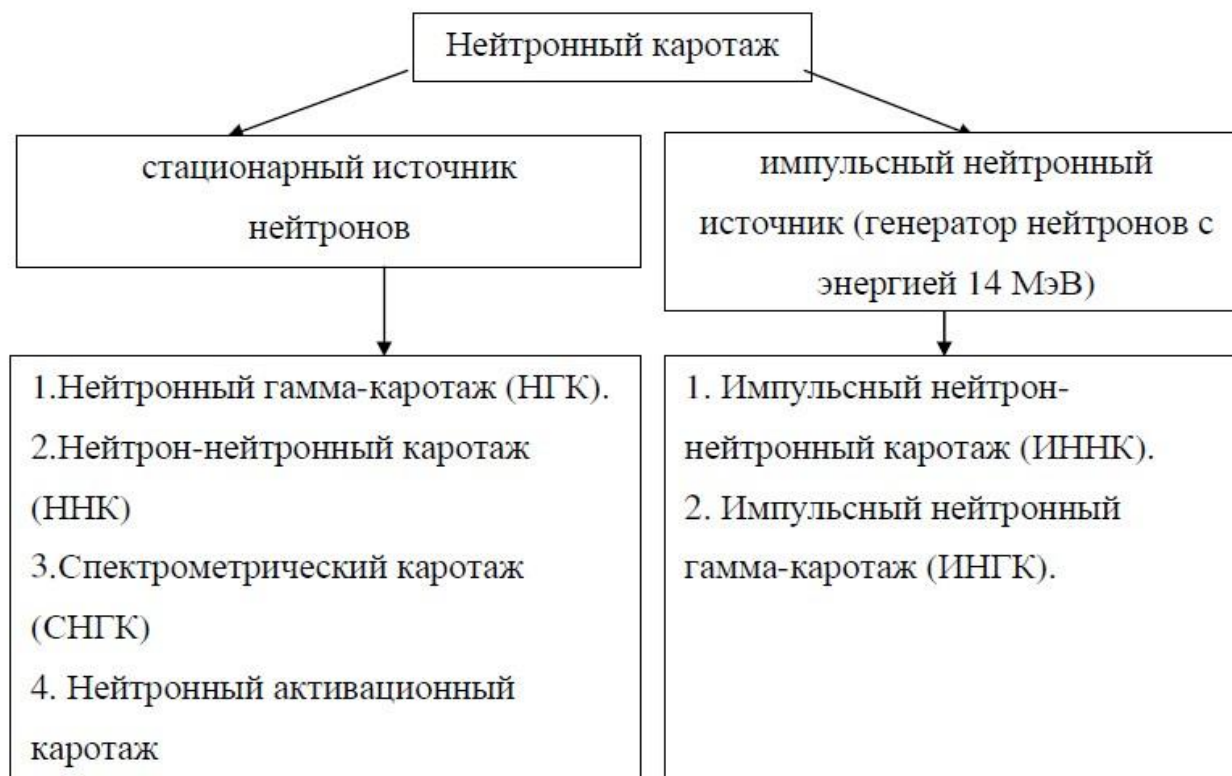 Нейтронный каротаж
стационарный источник
нейтронов
импульсный нейтронный
источник (генератор нейтронов с
энергией 14 МэВ)
1.Нейтронный гамма-каротаж (НГК).
2.Нейтрон-нейтронный каротаж
(ННК)
3.Спектрометрический каротаж
(СНГК)
4. Нейтронный активационный
каротаж
1. Импульсный нейтрон-
нейтронный каротаж (ИННК).
2. Импульсный нейтронный
гамма-каротаж (ИНГК).